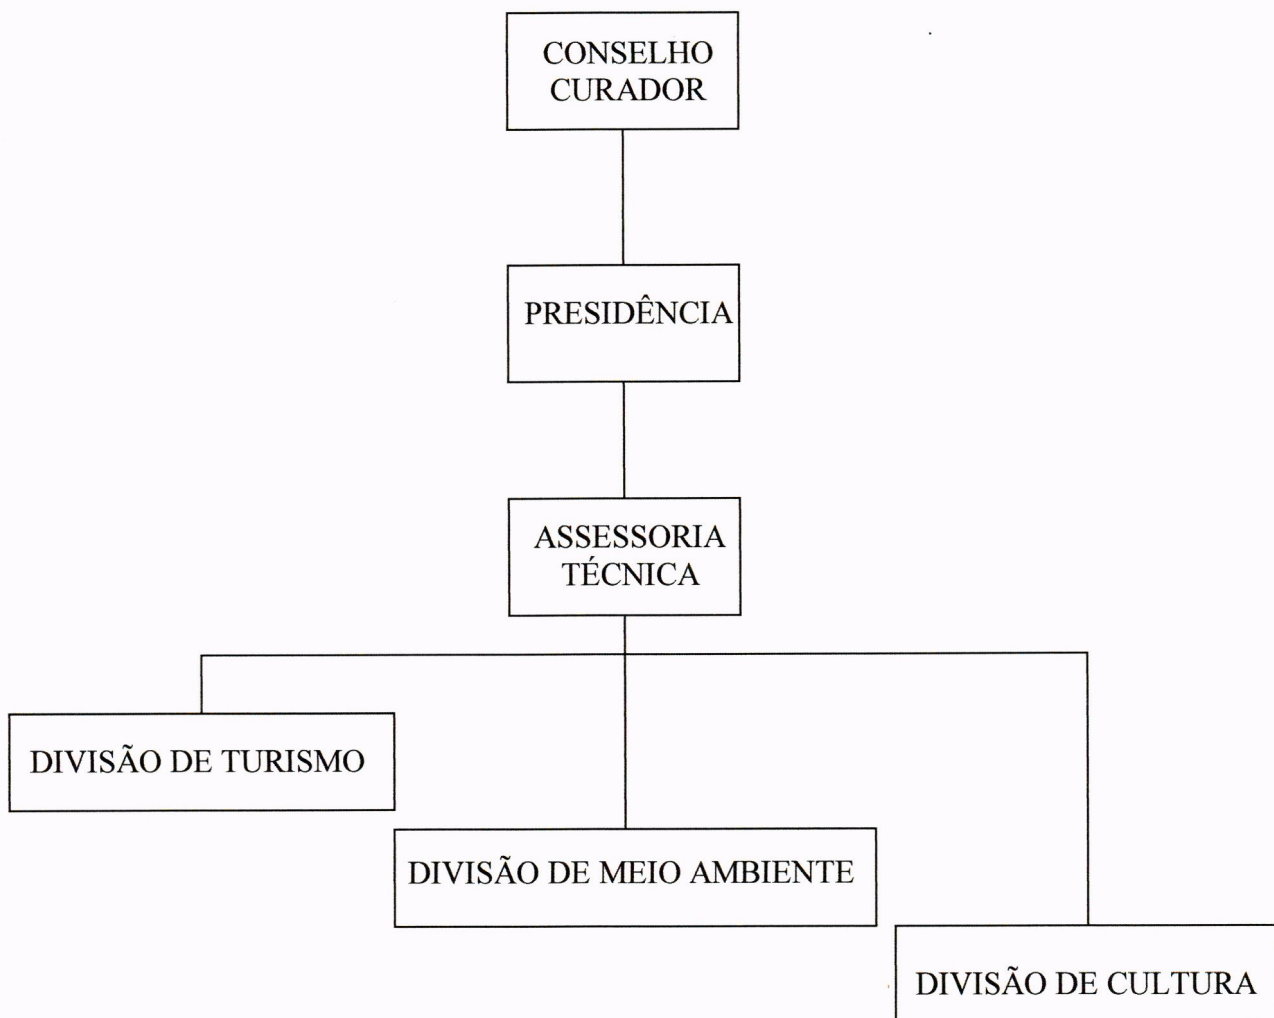 CONSELHO
CURADOR
PRESIDÊNCIA
ASSESSORIA
TÉCNICA
DIVISÃO DE TURISMO
DIVISÃO DE MEIO AMBIENTE
DIVISÃO DE CULTURA